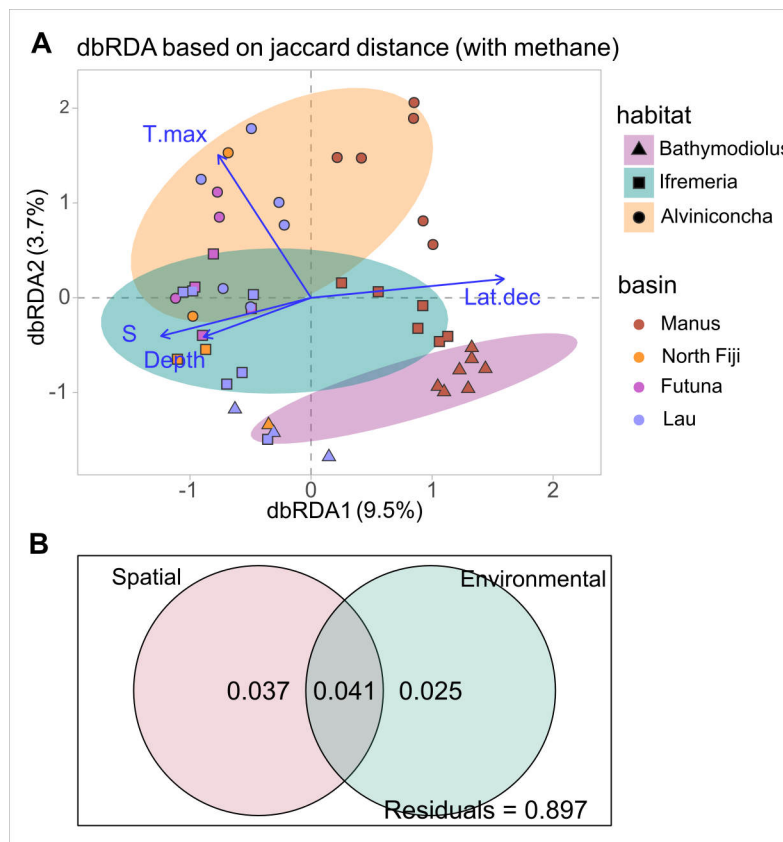 A dbRDA based on jaccard distance (with methane)
2
1
0
-1
dbRDA2 (3.7%)
T.max
Lat.dec
S
Depth
-1
0
1
2
dbRDA1 (9.5%)
habitat
Bathymodiolus
Ifremeria
Alviniconcha
basin
Manus
North Fiji
Futuna
Lau
B
Spatial
Environmental
0.037
0.041
0.025
Residuals = 0.897